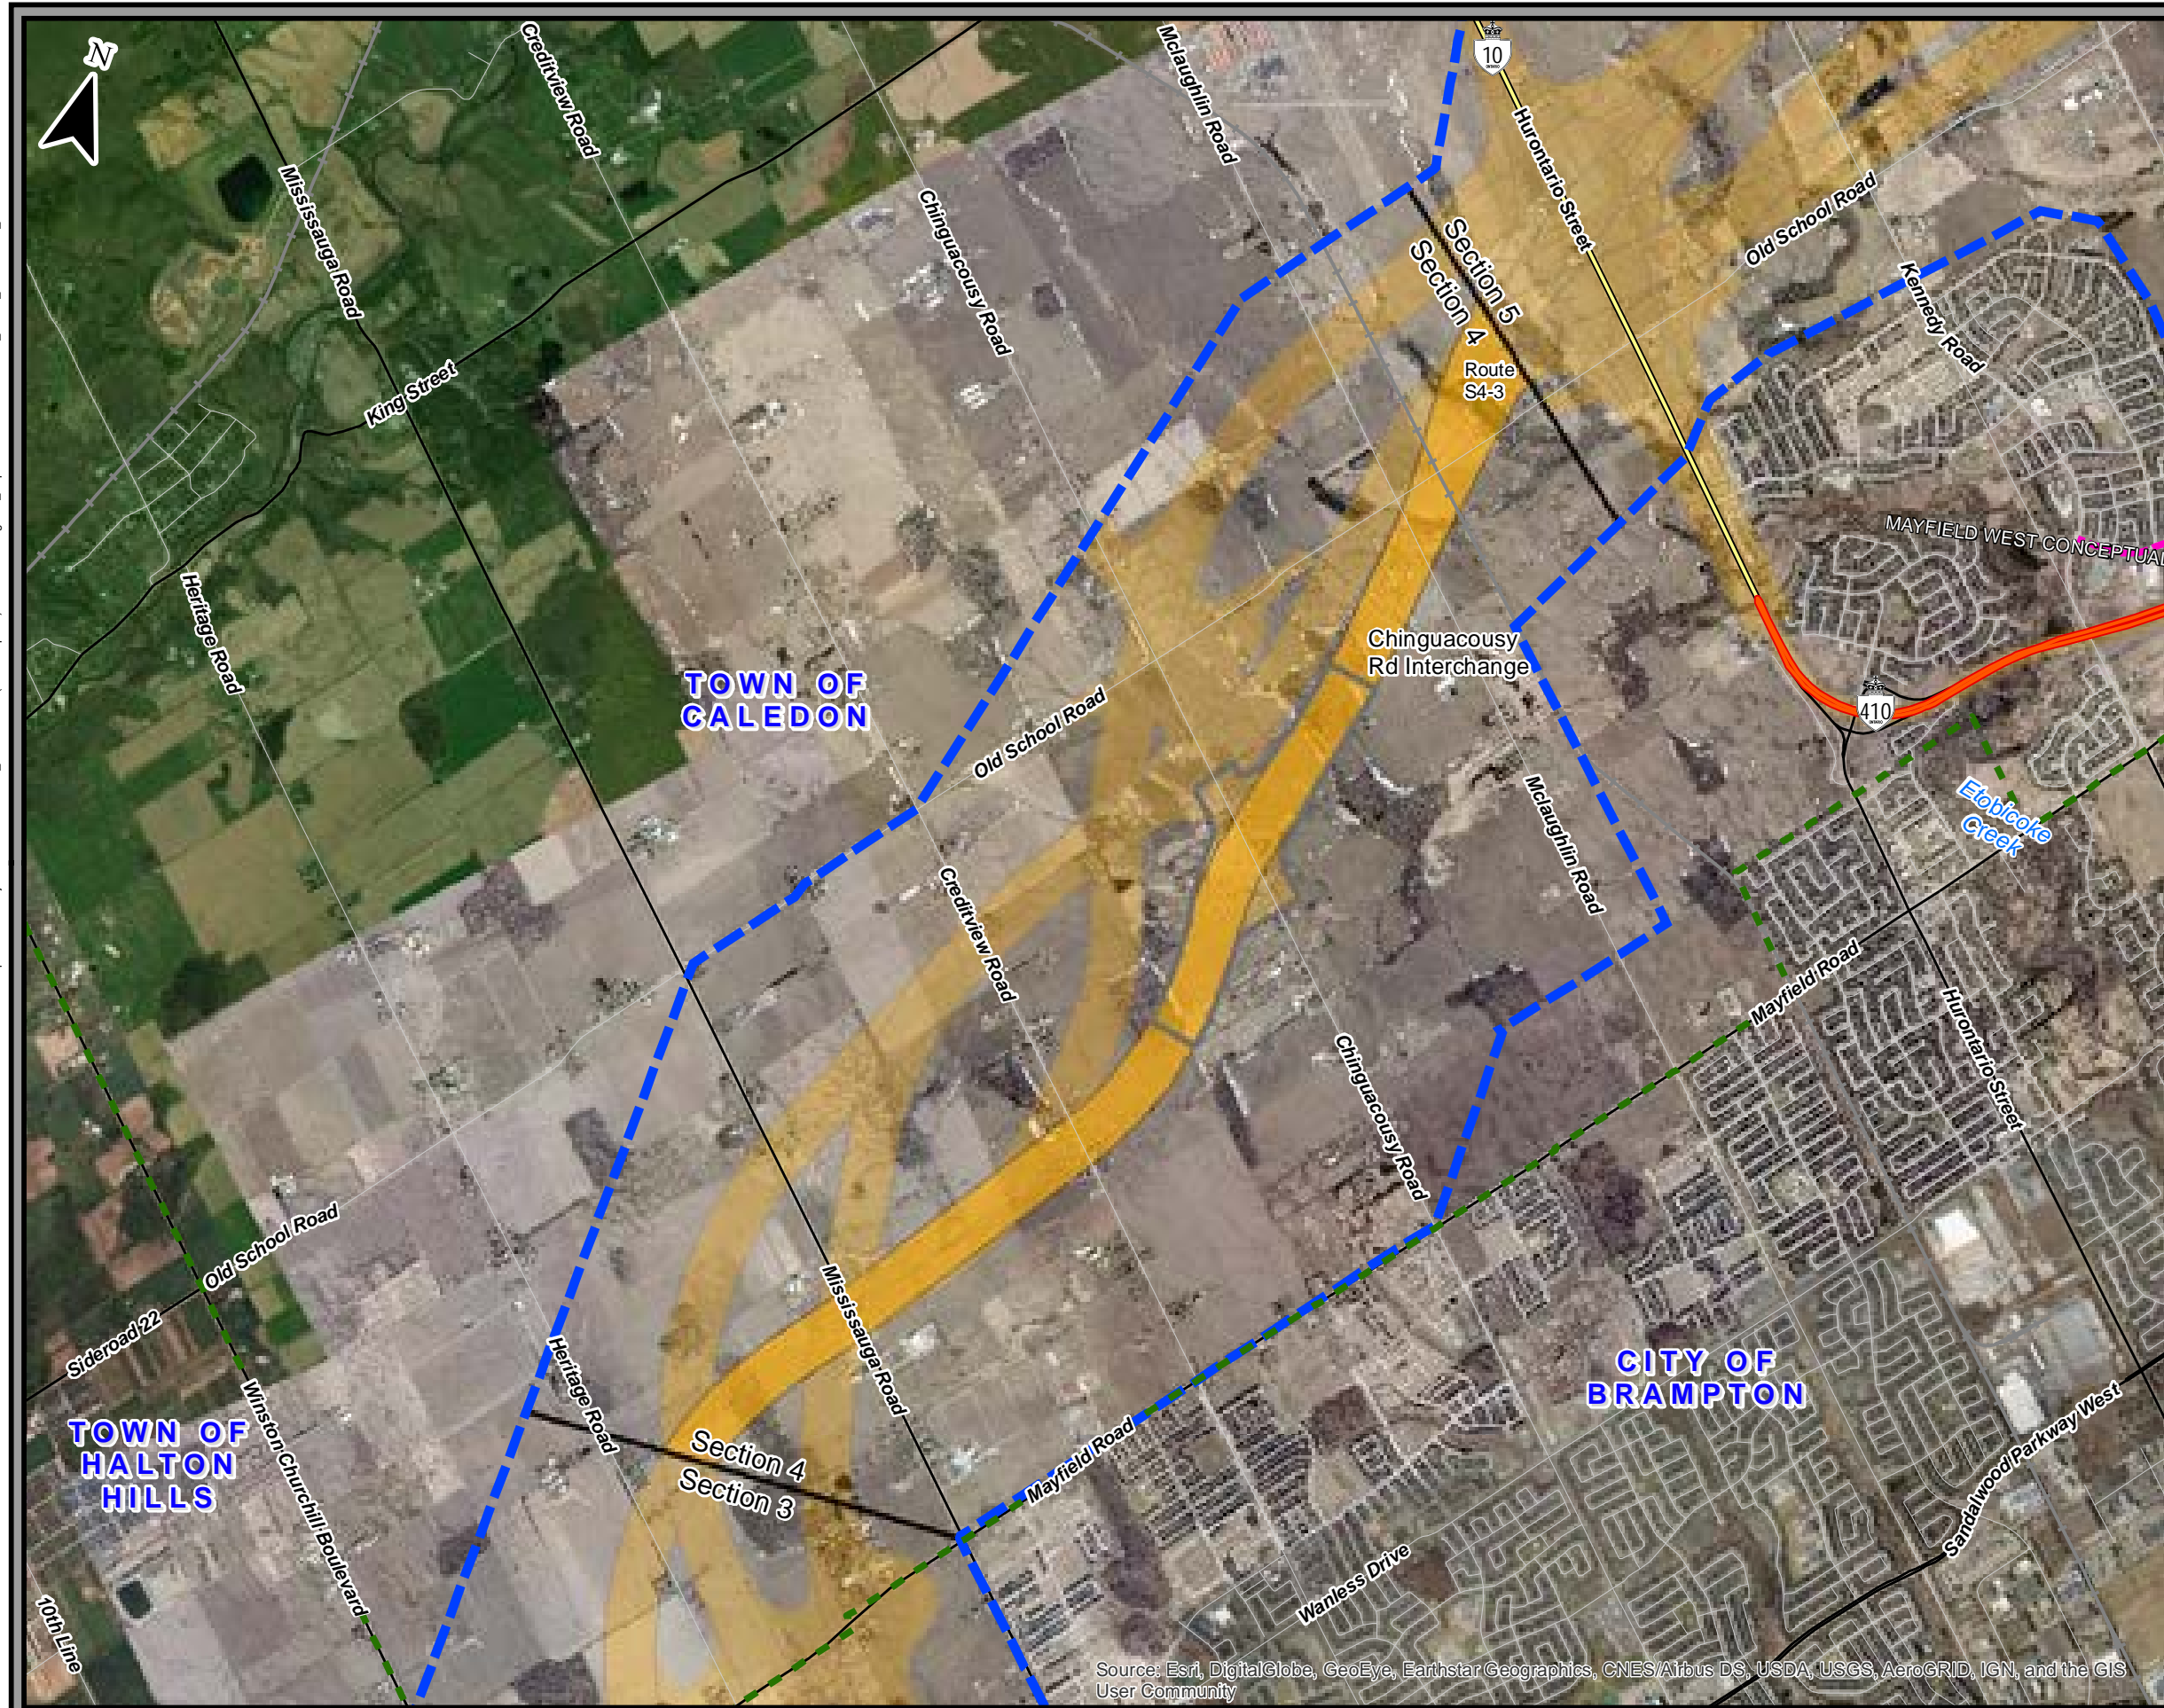 N
Mississauga Road
Creditview Road
Mclaughlin Road
10
ONTARIO
Hurontario Street
Chinguacousy Road
Old School Road
Kennedy Road
Section 5
Section 4
Route
S4-3
King Street
Heritage Road
TOWN OF
CALEDON
Old School Road
Chinguacousy
Rd Interchange
MAYFIELD WEST CONCEPTUAL
410
ONTARIO
Etobicoke
Creek
Mclaughlin Road
Creditview Road
Mayfield Road
Hurontario Street
Chinguacousy Road
Old School Road
Sideroad 22
Mississauga Road
Heritage Road
Winston Churchill Boulevard
TOWN OF
HALTON
HILLS
Section 4
Section 3
Mayfield Road
CITY OF
BRAMPTON
Sandalwood Parkway West
Wanless Drive
10th Line
Source: Esri, DigitalGlobe, GeoEye, Earthstar Geographics, CNES/Airbus DS, USDA, USGS, AeroGRID, IGN, and the GIS
User Community